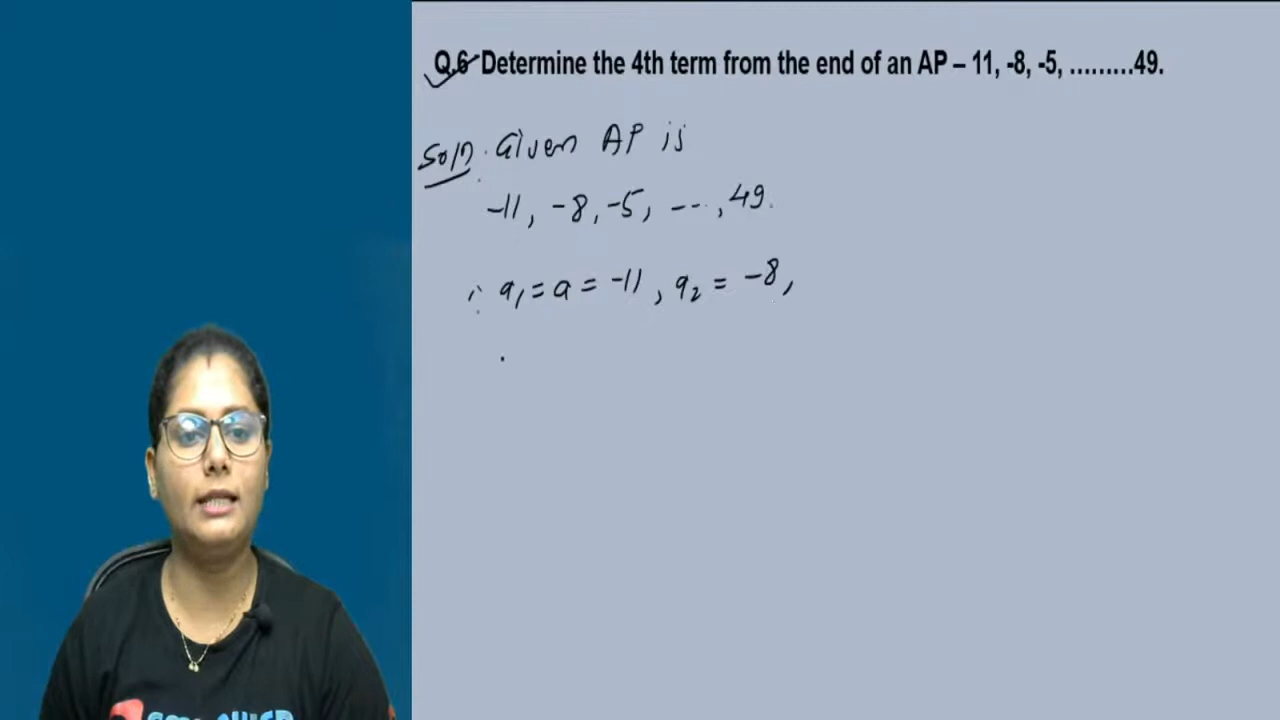 Q.6 Determine the 4th term from the end of an AP – 11, -8, -5, ………49.
Soln. Given AP is
-11, -8, -5, ---, 49.
∴ a₁ = a = -11, a₂ = -8,